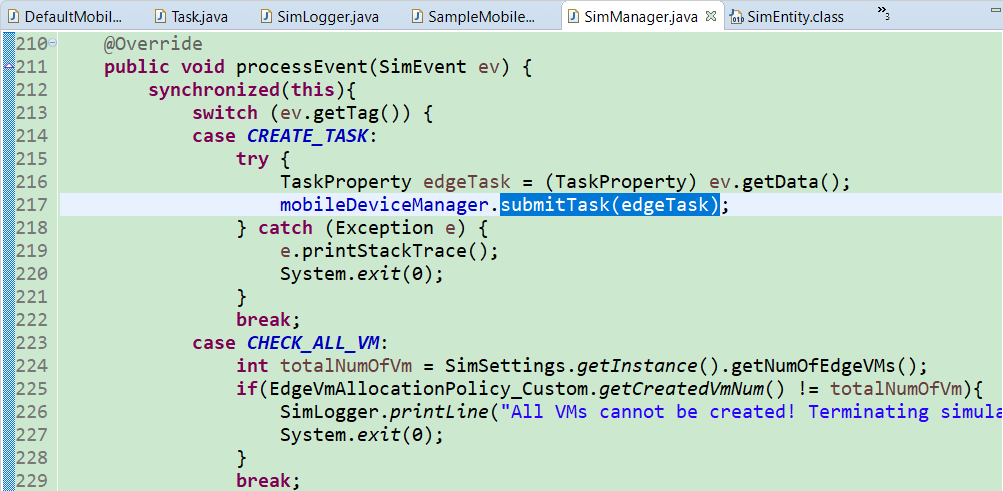 DefaultMobil... Task.java SimLogger.java SampleMobile... SimManager.java SimEntity.class »3
210 @Override
211 public void processEvent(SimEvent ev) {
212 synchronized(this){
213 switch (ev.getTag()) {
214 case CREATE_TASK:
215 try {
216 TaskProperty edgeTask = (TaskProperty) ev.getData();
217 mobileDeviceManager.submitTask(edgeTask);
218 } catch (Exception e) {
219 e.printStackTrace();
220 System.exit(0);
221 }
222 break;
223 case CHECK_ALL_VM:
224 int totalNumOfVm = SimSettings.getInstance().getNumOfEdgeVMs();
225 if(EdgeVmAllocationPolicy_Custom.getCreatedVmNum() != totalNumOfVm){
226 SimLogger.printLine("All VMs cannot be created! Terminating simula
227 System.exit(0);
228 }
229 break;